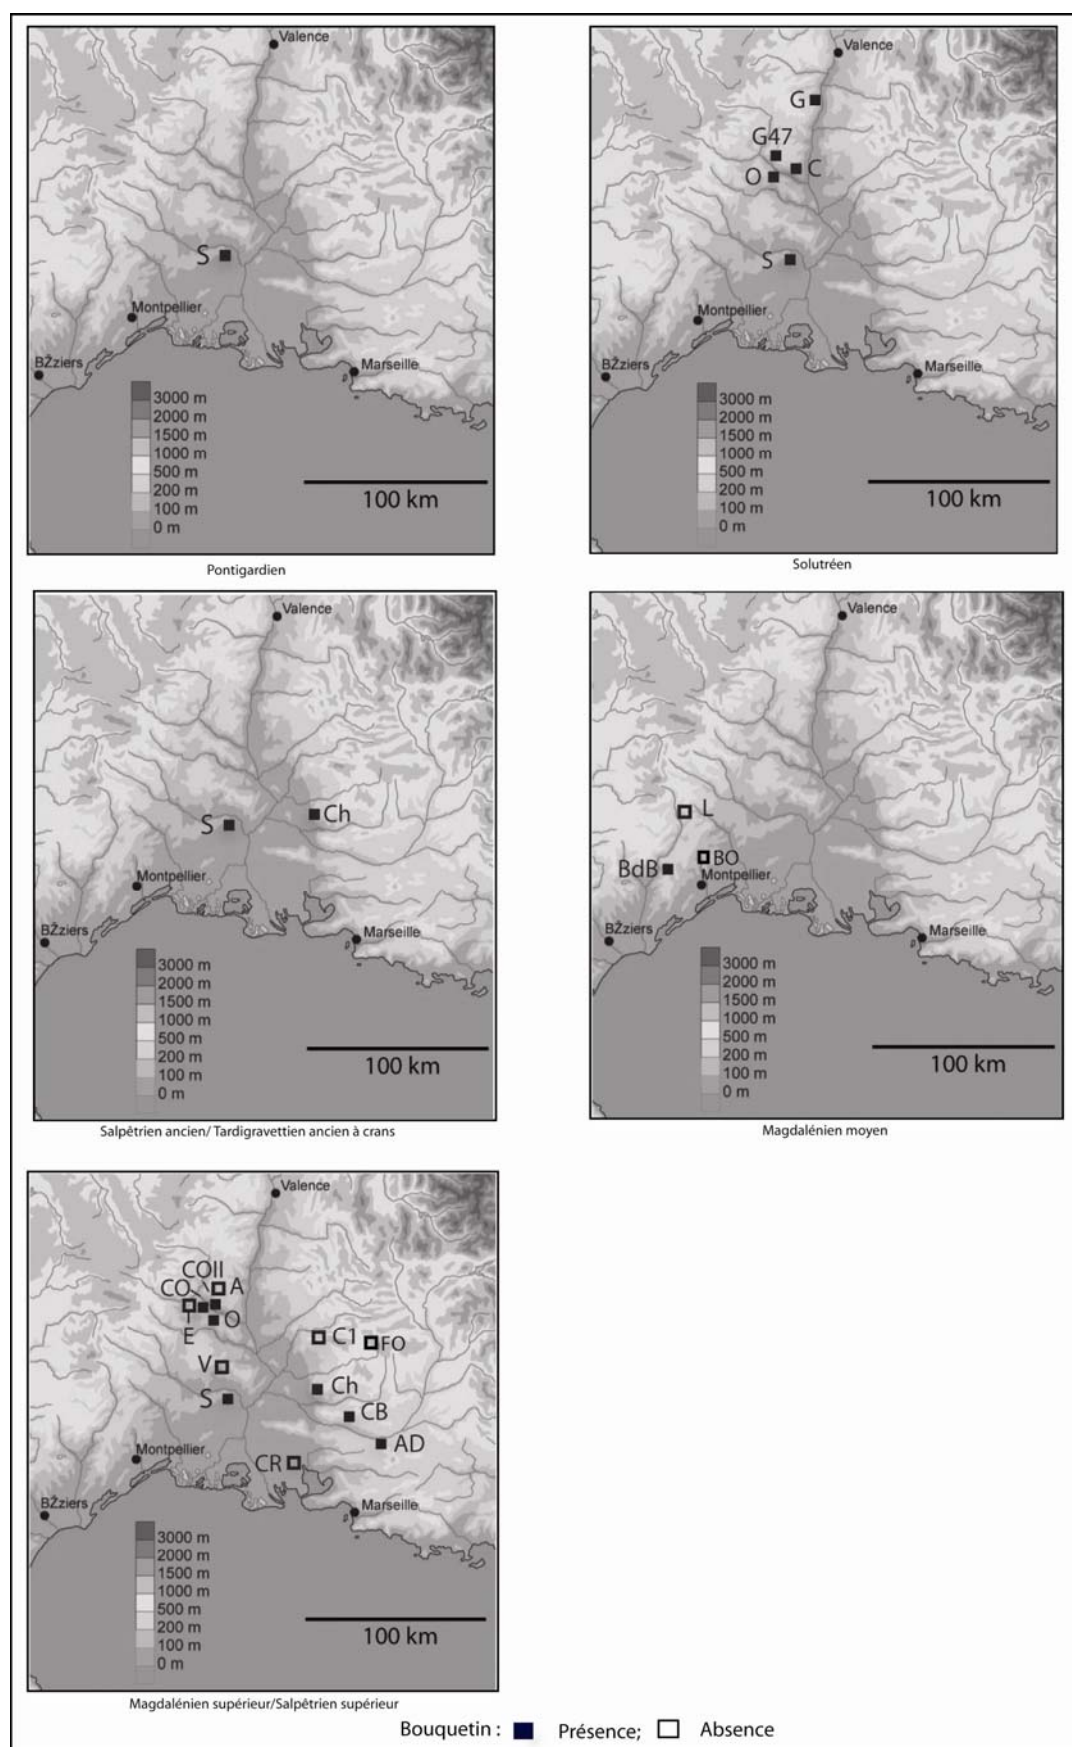 Valence
S
Montpellier
BŽziers
Marseille
3000 m
2000 m
1500 m
1000 m
500 m
200 m
100 m
0 m
100 km
Pontigardien
Valence
G
G47
C
O
S
Montpellier
BŽziers
Marseille
3000 m
2000 m
1500 m
1000 m
500 m
200 m
100 m
0 m
100 km
Solutréen
Valence
Ch
S
Montpellier
BŽziers
Marseille
3000 m
2000 m
1500 m
1000 m
500 m
200 m
100 m
0 m
100 km
Salpêtrien ancien/ Tardigravettien ancien à crans
Valence
L
BO
BdB
Montpellier
BŽziers
Marseille
3000 m
2000 m
1500 m
1000 m
500 m
200 m
100 m
0 m
100 km
Magdalénien moyen
Valence
COII
CO
A
O
E
C1
FO
V
Ch
S
CB
AD
CR
Montpellier
BŽziers
Marseille
3000 m
2000 m
1500 m
1000 m
500 m
200 m
100 m
0 m
100 km
Magdalénien supérieur/Salpêtrien supérieur
Bouquetin : Présence; Absence